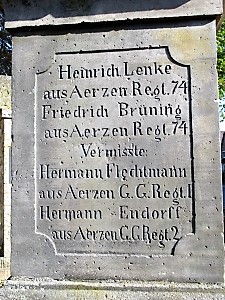 Heinrich Lenke
aus Aerzen Regt. 74
Friedrich Brüning
aus Aerzen Regt. 74
Vermisste:
Hermann Flechtmann
aus Aerzen G.G. Regt. 1
Hermann Endorff
aus Aerzen G.G. Regt. 2